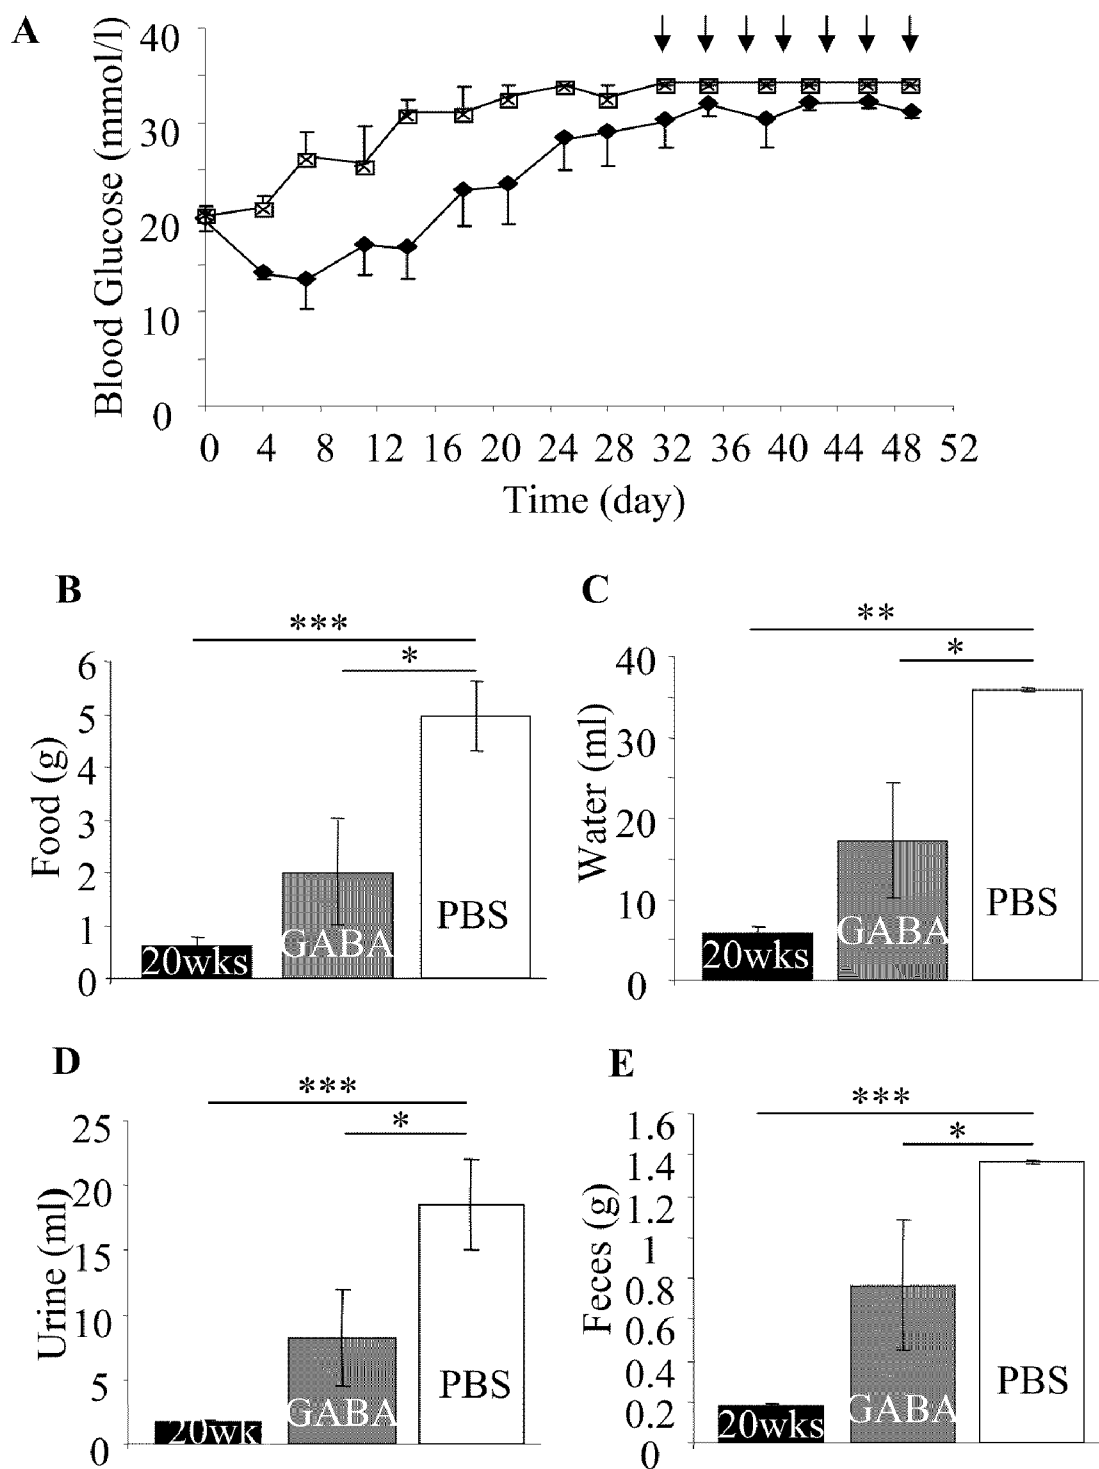 A
Blood Glucose (mmol/l)
40
30
20
10
0
0 4 8 12 16 20 24 28 32 36 40 44 48 52
Time (day)
B
***
*
Food (g)
6
5
4
3
2
1
0
20wks
GABA
PBS
C
**
*
Water (ml)
40
30
20
10
0
20wks
GABA
PBS
D
***
*
Urine (ml)
25
20
15
10
5
0
20wk
GABA
PBS
E
***
*
Feces (g)
1.6
1.4
1.2
1
0.8
0.6
0.4
0.2
0
20wks
GABA
PBS